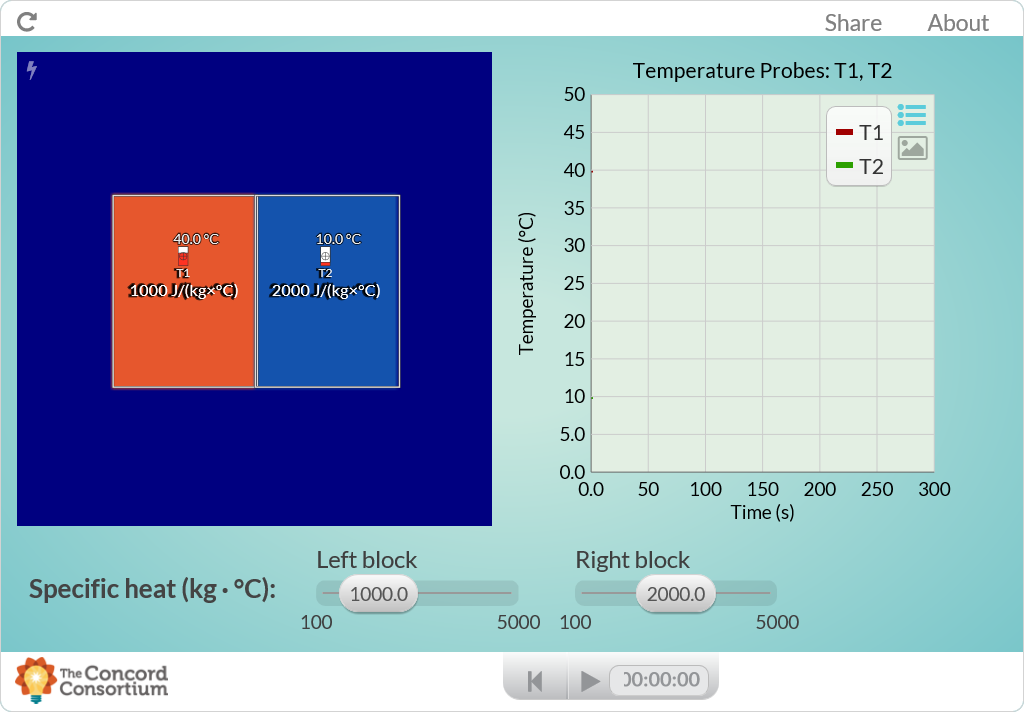 Share About
Temperature Probes: T1, T2
50
45
40
35
30
25
20
15
10
5.0
0.0
Temperature (°C)
T1
T2
0.0 50 100 150 200 250 300
Time (s)
40.0 °C
T1
1000 J/(kg×°C)
10.0 °C
T2
2000 J/(kg×°C)
Specific heat (kg · °C):
Left block
1000.0
100 5000
Right block
2000.0
100 5000
The Concord
Consortium
00:00:00